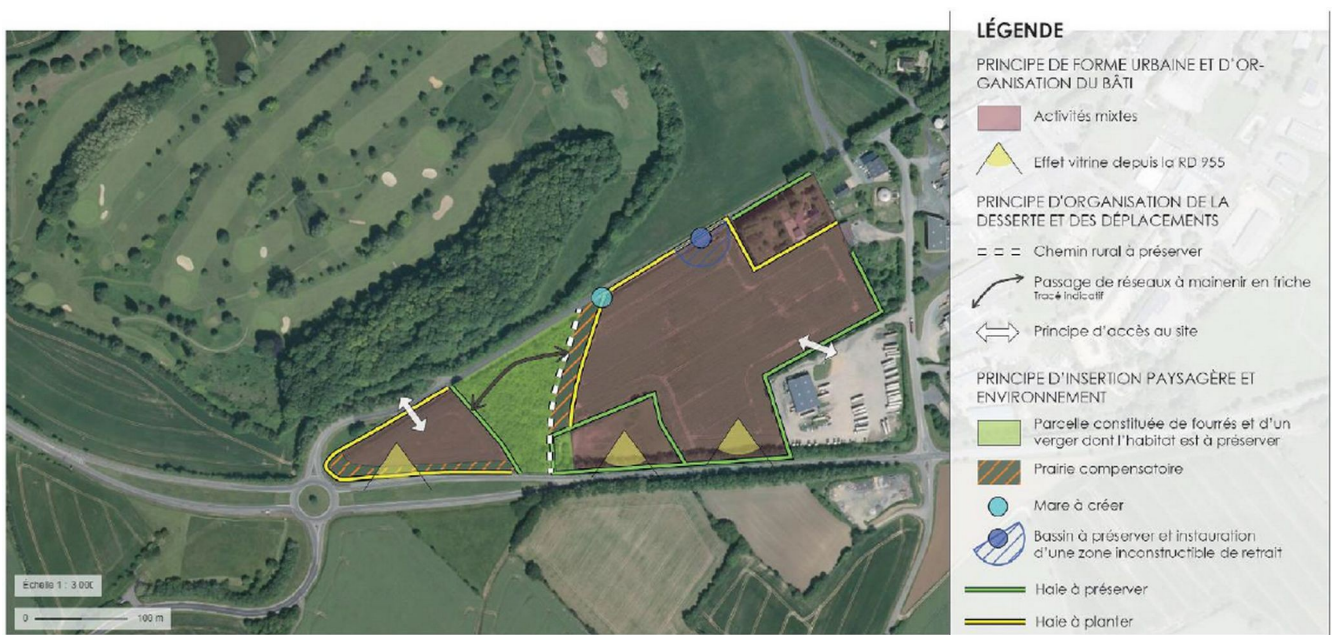 LÉGENDE
PRINCIPE DE FORME URBAINE ET D'OR-
GANISATION DU BÂTI
Activités mixtes
Effet vitrine depuis la RD 955
PRINCIPE D'ORGANISATION DE LA
DESSERTE ET DES DÉPLACEMENTS
Chemin rural à préserver
Passage de réseaux à mainenir en friche
Tracé indicatif
Principe d'accès au site
PRINCIPE D'INSERTION PAYSAGÈRE ET
ENVIRONNEMENT
Parcelle constituée de fourrés et d'un
verger dont l'habitat est à préserver
Prairie compensatoire
Mare à créer
Bassin à préserver et instauration
d'une zone inconstructible de retrait
Haie à préserver
Haie à planter
Échelle 1 : 3 000
0 100 m